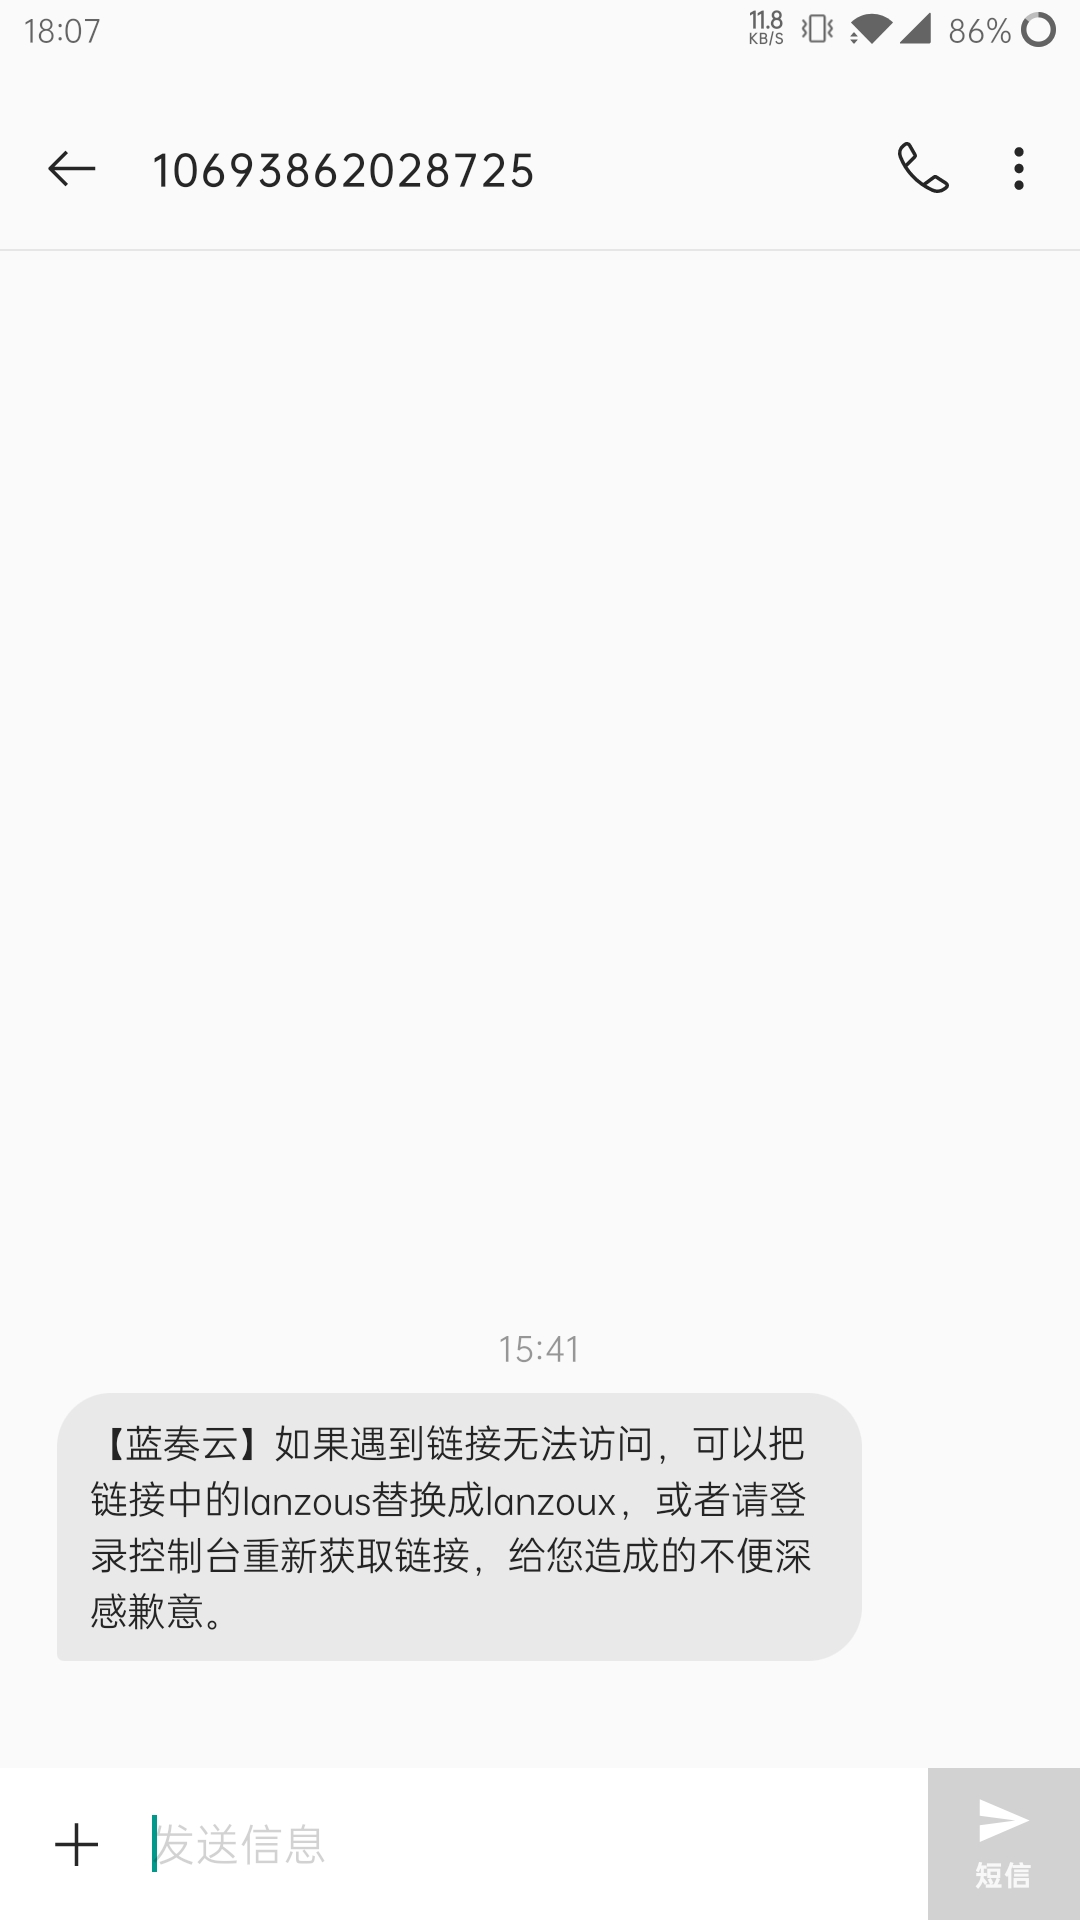 18:07
11.8
KB/S
86%
10693862028725
15:41
【蓝奏云】如果遇到链接无法访问，可以把
链接中的lanzous替换成lanzoux，或者请登
录控制台重新获取链接，给您造成的不便深
感歉意。
发送信息
短信